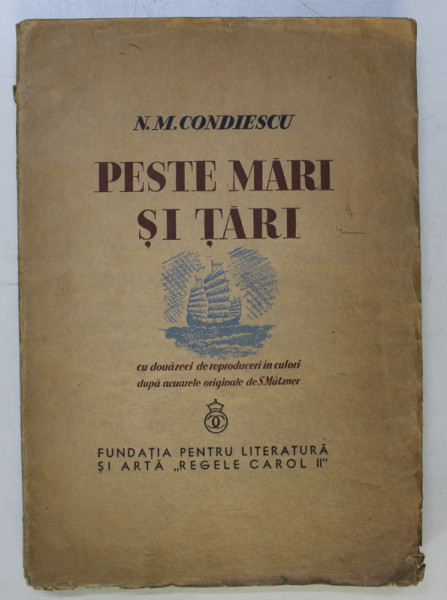 N. M. CONDIESCU
PESTE MĂRI
ȘI ȚĂRI
cu douăzeci de reproduceri în culori
după acuarele originale de S. Mützner
FUNDAȚIA PENTRU LITERATURĂ
ȘI ARTĂ „REGELE CAROL II"